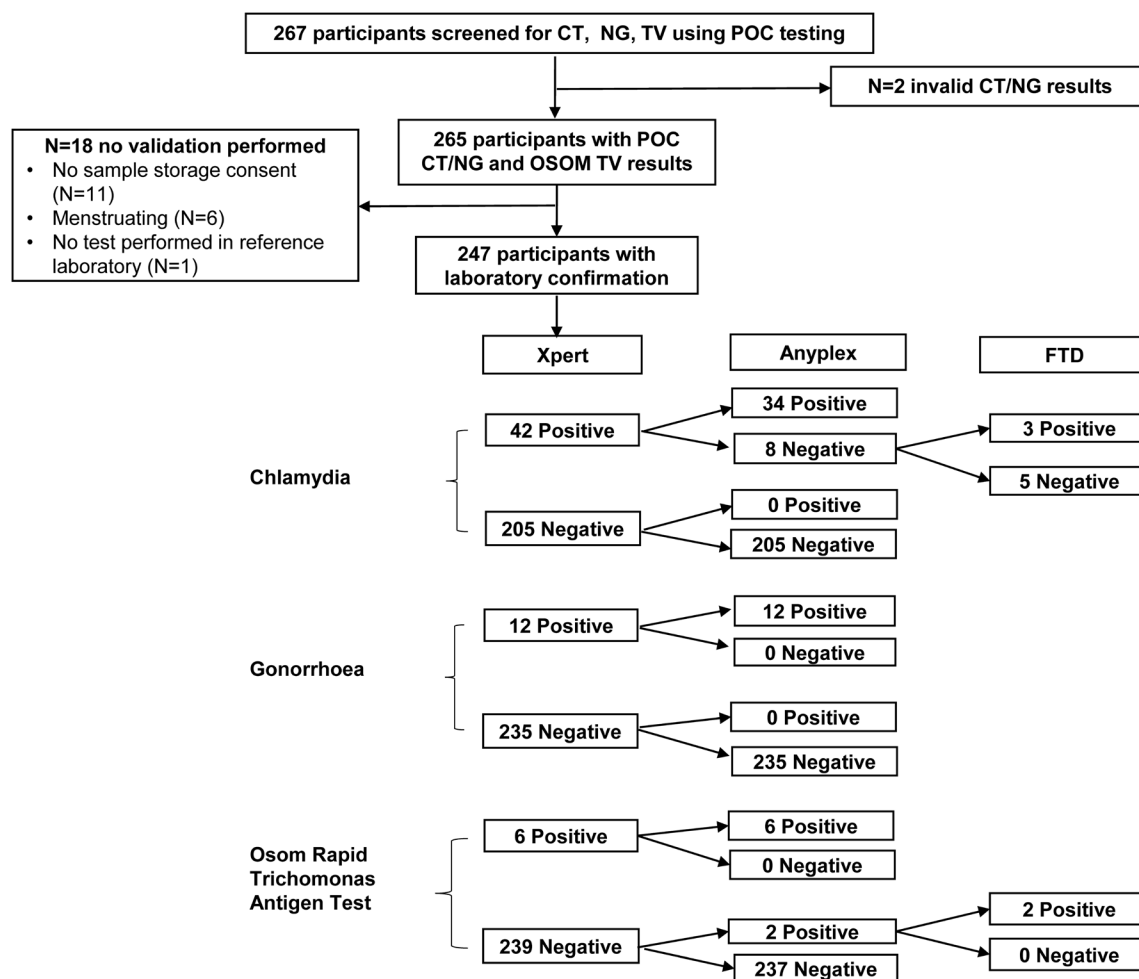 267 participants screened for CT, NG, TV using POC testing
N=2 invalid CT/NG results
265 participants with POC
CT/NG and OSOM TV results
N=18 no validation performed
• No sample storage consent
(N=11)
• Menstruating (N=6)
• No test performed in reference
laboratory (N=1)
247 participants with
laboratory confirmation
Xpert
Anyplex
FTD
Chlamydia
42 Positive
34 Positive
8 Negative
3 Positive
5 Negative
205 Negative
0 Positive
205 Negative
Gonorrhoea
12 Positive
12 Positive
0 Negative
235 Negative
0 Positive
235 Negative
Osom Rapid
Trichomonas
Antigen Test
6 Positive
6 Positive
0 Negative
239 Negative
2 Positive
237 Negative
2 Positive
0 Negative